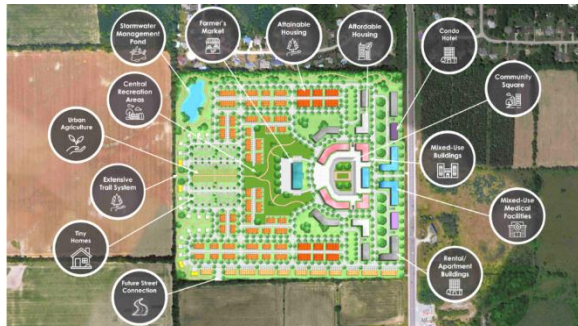 Stormwater
Management
Pond
Farmer's
Market
Attainable
Housing
Affordable
Housing
Condo
Hotel
Central
Recreation
Areas
Community
Square
Urban
Agriculture
Mixed-Use
Buildings
Extensive
Trail System
Mixed-Use
Medical
Facilities
Tiny
Homes
Rental/
Apartment
Buildings
Future Street
Connection